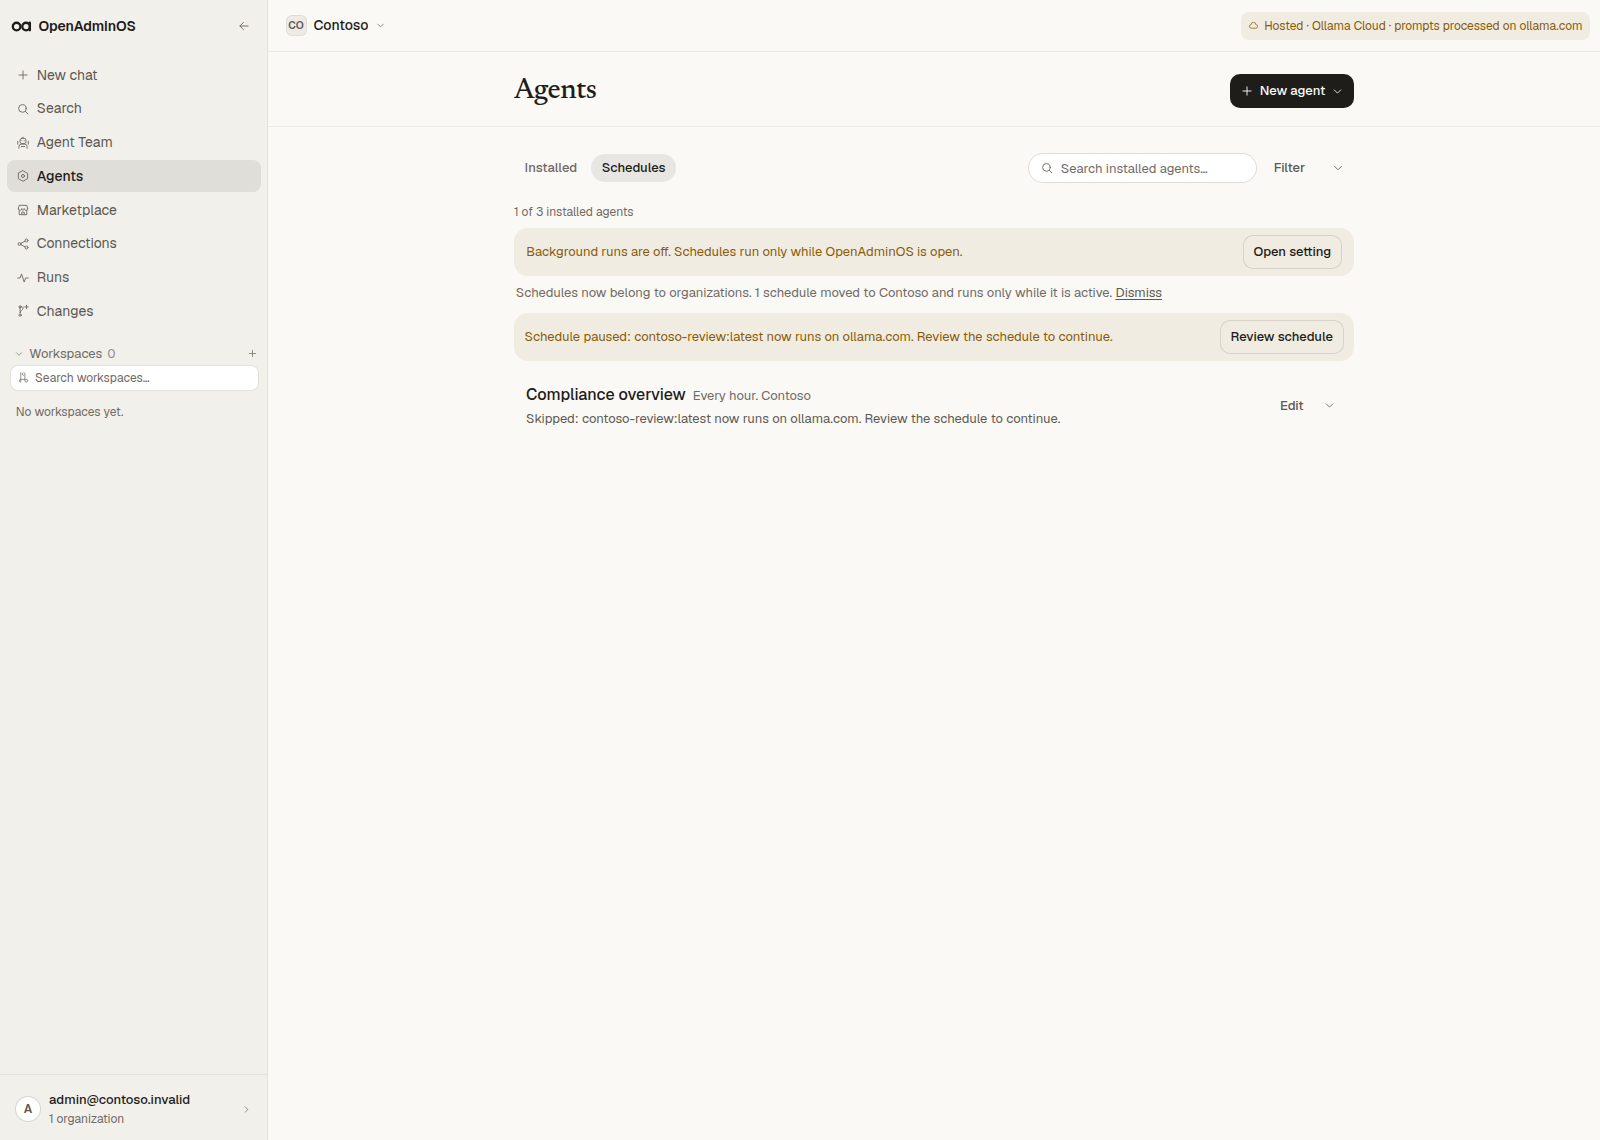 OpenAdminOS
New chat
Search
Agent Team
Agents
Marketplace
Connections
Runs
Changes
Workspaces 0
Search workspaces...
No workspaces yet.
A
admin@contoso.invalid
1 organization
CO Contoso
Hosted · Ollama Cloud · prompts processed on ollama.com
Agents
New agent
Installed Schedules
Search installed agents...
Filter
1 of 3 installed agents
Background runs are off. Schedules run only while OpenAdminOS is open.
Open setting
Schedules now belong to organizations. 1 schedule moved to Contoso and runs only while it is active. Dismiss
Schedule paused: contoso-review:latest now runs on ollama.com. Review the schedule to continue.
Review schedule
Compliance overview Every hour. Contoso
Skipped: contoso-review:latest now runs on ollama.com. Review the schedule to continue.
Edit